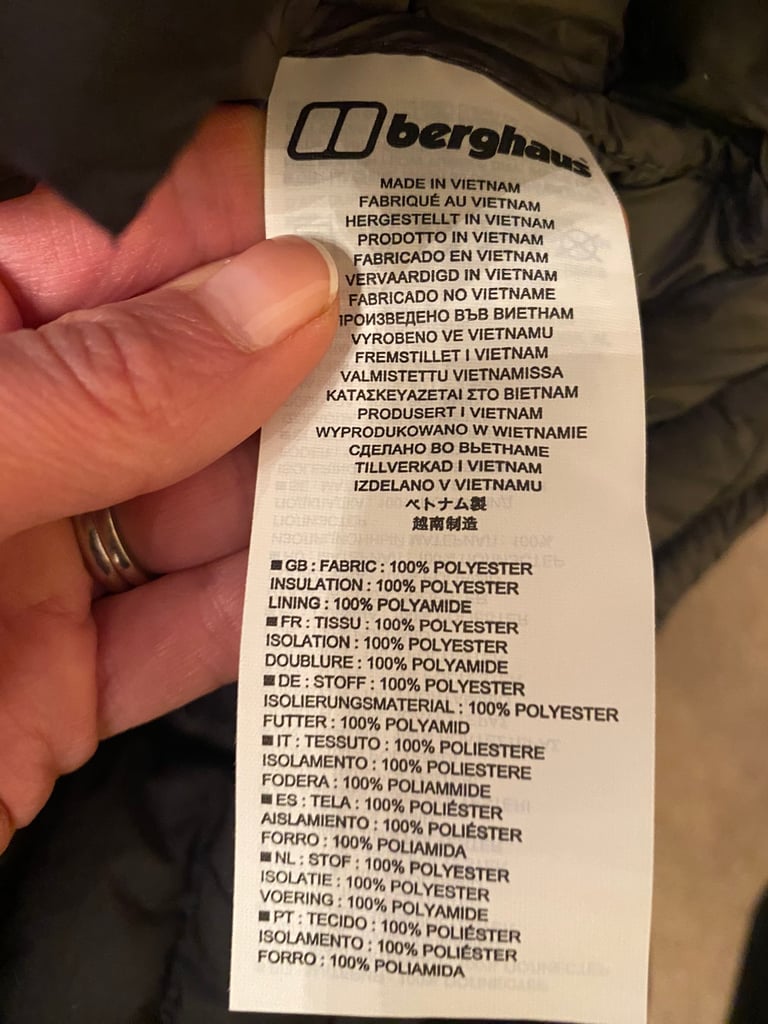 berghaus
MADE IN VIETNAM
FABRIQUÉ AU VIETNAM
HERGESTELLT IN VIETNAM
PRODOTTO IN VIETNAM
FABRICADO EN VIETNAM
VERVAARDIGD IN VIETNAM
FABRICADO NO VIETNAME
ПРОИЗВЕДЕНО ВЪВ ВИЕТНАМ
VYROBENO VE VIETNAMU
FREMSTILLET I VIETNAM
VALMISTETTU VIETNAMISSA
ΚΑΤΑΣΚΕΥΑΖΕΤΑΙ ΣΤΟ ΒΙΕΤΝΑΜ
PRODUSERT I VIETNAM
WYPRODUKOWANO W WIETNAMIE
СДЕЛАНО ВО ВЬЕТНАМЕ
TILLVERKAD I VIETNAM
IZDELANO V VIETNAMU
ベトナム製
越南制造
■ GB : FABRIC : 100% POLYESTER
INSULATION : 100% POLYESTER
LINING : 100% POLYAMIDE
■ FR : TISSU : 100% POLYESTER
ISOLATION : 100% POLYESTER
DOUBLURE : 100% POLYAMIDE
■ DE : STOFF : 100% POLYESTER
ISOLIERUNGSMATERIAL : 100% POLYESTER
FUTTER : 100% POLYAMID
■ IT : TESSUTO : 100% POLIESTERE
ISOLAMENTO : 100% POLIESTERE
FODERA : 100% POLIAMMIDE
■ ES : TELA : 100% POLIÉSTER
AISLAMIENTO : 100% POLIÉSTER
FORRO : 100% POLIAMIDA
■ NL : STOF : 100% POLYESTER
ISOLATIE : 100% POLYESTER
VOERING : 100% POLYAMIDE
■ PT : TECIDO : 100% POLIÉSTER
ISOLAMENTO : 100% POLIÉSTER
FORRO : 100% POLIAMIDA